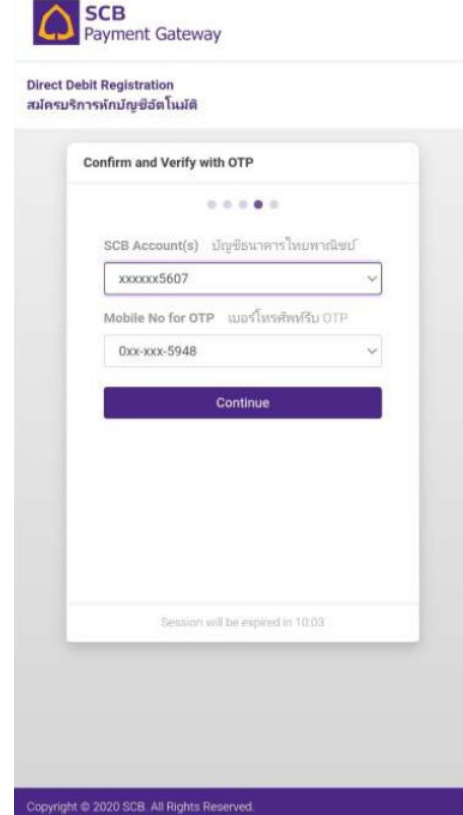 SCB
Payment Gateway
Direct Debit Registration
สมัครบริการหักบัญชีอัตโนมัติ
Confirm and Verify with OTP
SCB Account(s) บัญชีธนาคารไทยพาณิชย์
xxxxxx5607
Mobile No for OTP เบอร์โทรศัพท์รับ OTP
0xx-xxx-5948
Continue
Session will be expired in 10:03
Copyright © 2020 SCB. All Rights Reserved.